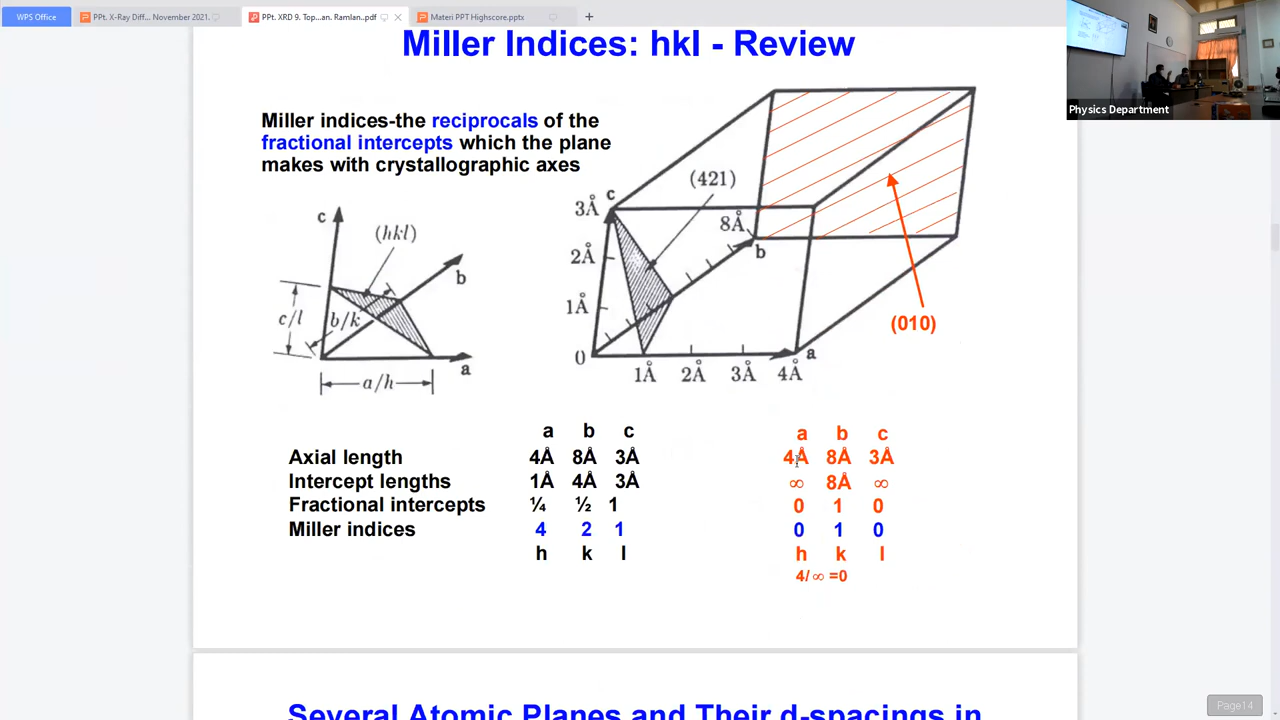 WPS Office
PPt. X-Ray Diff... November 2021.
PPt. XRD 9. Top...an. Ramlan..pdf
Materi PPT Highscore.pptx
Physics Department
Miller Indices: hkl - Review
Miller indices-the reciprocals of the
fractional intercepts which the plane
makes with crystallographic axes
c
(hkl)
b
c/l
b/k
a
a/h
(421)
c
3Å
8Å
2Å
b
1Å
0
a
1Å 2Å 3Å 4Å
(010)
a b c
Axial length 4Å 8Å 3Å
Intercept lengths 1Å 4Å 3Å
Fractional intercepts ¼ ½ 1
Miller indices 4 2 1
h k l
a b c
4Å 8Å 3Å
∞ 8Å ∞
0 1 0
0 1 0
h k l
4/ ∞ =0
Several Atomic Planes and Their d-spacings in
Page14